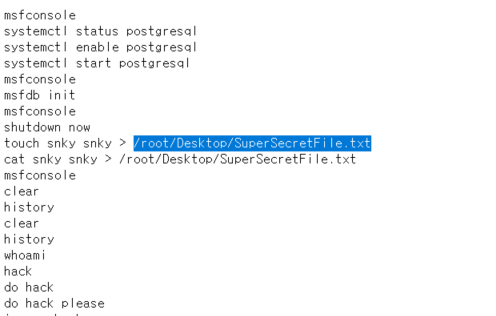 msfconsole
systemctl status postgresql
systemctl enable postgresql
systemctl start postgresql
msfconsole
msfdb init
msfconsole
shutdown now
touch snky snky > /root/Desktop/SuperSecretFile.txt
cat snky snky > /root/Desktop/SuperSecretFile.txt
msfconsole
clear
history
clear
history
whoami
hack
do hack
do hack please